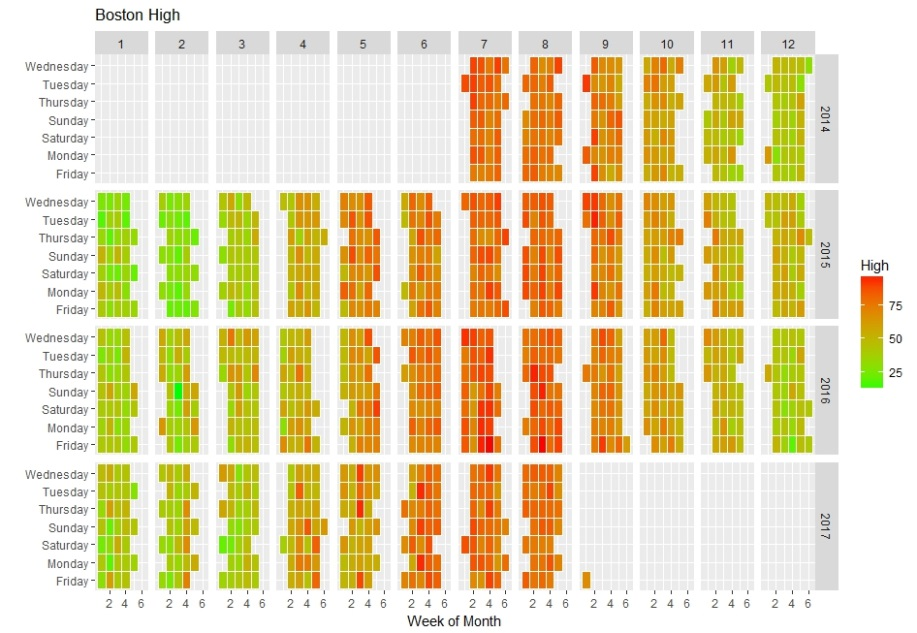 Boston High
1 2 3 4 5 6 7 8 9 10 11 12
Wednesday
Tuesday
Thursday
Sunday
Saturday
Monday
Friday
2014
Wednesday
Tuesday
Thursday
Sunday
Saturday
Monday
Friday
2015
High
75
50
25
Wednesday
Tuesday
Thursday
Sunday
Saturday
Monday
Friday
2016
Wednesday
Tuesday
Thursday
Sunday
Saturday
Monday
Friday
2017
2 4 6 2 4 6 2 4 6 2 4 6 2 4 6 2 4 6 2 4 6 2 4 6 2 4 6 2 4 6 2 4 6 2 4 6
Week of Month